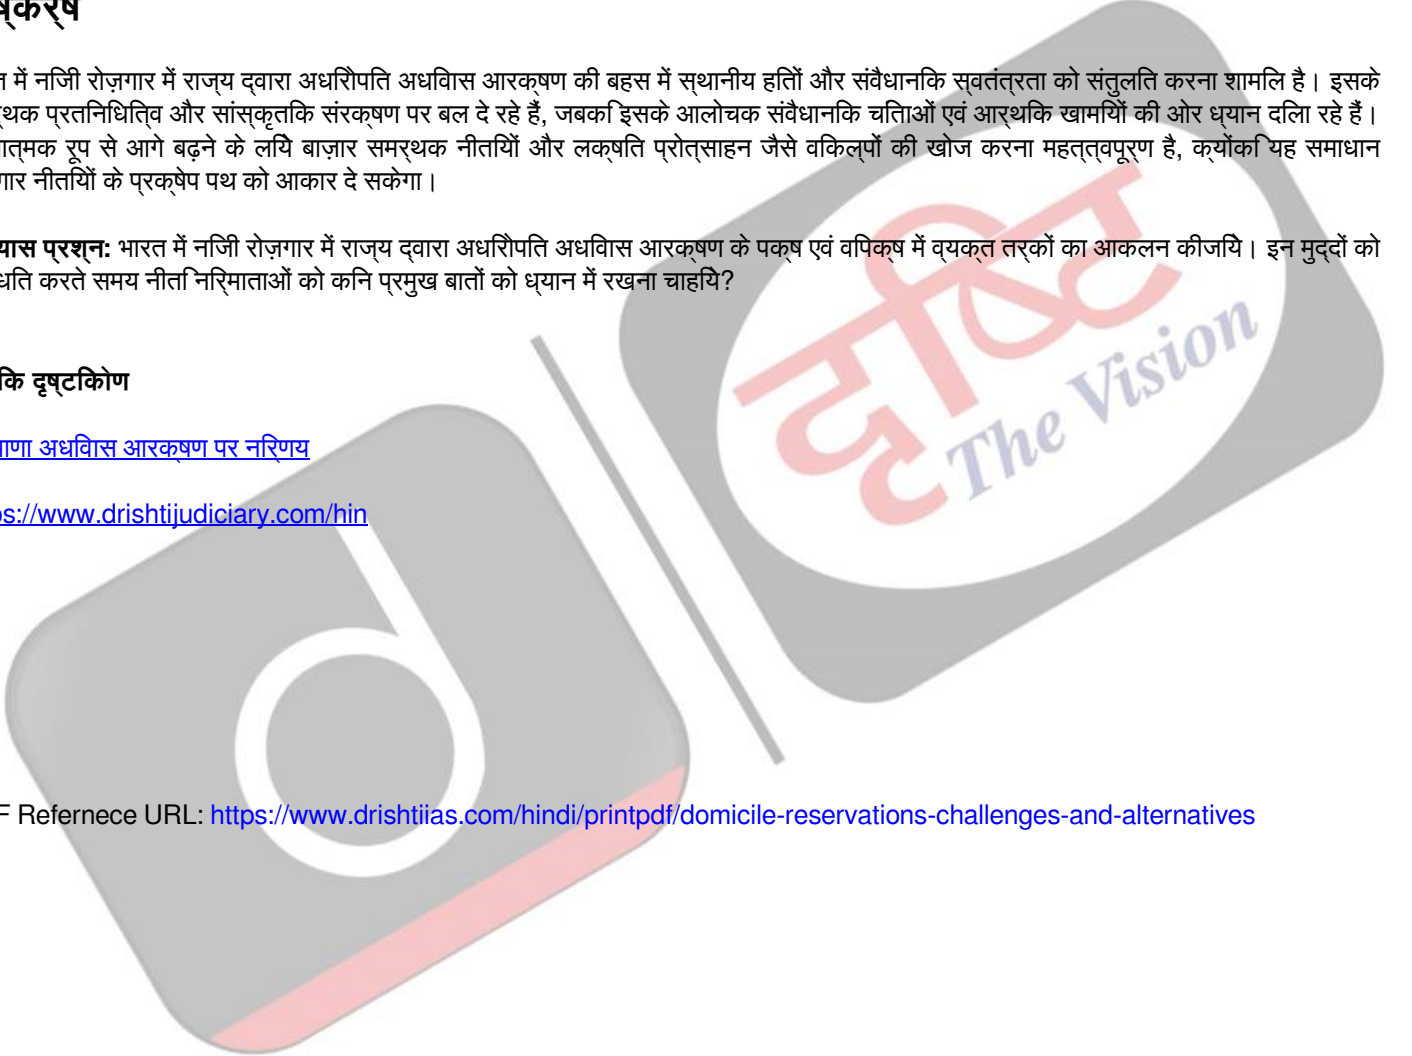 ष्कर्ष
त में निजी रोज़गार में राज्य द्वारा अधिरोपित अधिवास आरक्षण की बहस में स्थानीय हितों और संवैधानिक स्वतंत्रता को संतुलित करना शामिल है। इसके
र्थक प्रतिनिधित्व और सांस्कृतिक संरक्षण पर बल दे रहे हैं, जबकि इसके आलोचक संवैधानिक चिंताओं एवं आर्थिक खामियों की ओर ध्यान दिला रहे हैं।
ात्मक रूप से आगे बढ़ने के लिये बाज़ार समर्थक नीतियों और लक्षित प्रोत्साहन जैसे विकल्पों की खोज करना महत्त्वपूर्ण है, क्योंकि यह समाधान
गार नीतियों के प्रक्षेप पथ को आकार दे सकेगा।
यास प्रश्न: भारत में निजी रोज़गार में राज्य द्वारा अधिरोपित अधिवास आरक्षण के पक्ष एवं विपक्ष में व्यक्त तर्कों का आकलन कीजिये। इन मुद्दों को
धित करते समय नीति निर्माताओं को किन प्रमुख बातों को ध्यान में रखना चाहिये?
कि दृष्टिकोण
याणा अधिवास आरक्षण पर निर्णय
ps://www.drishtijudiciary.com/hin
F Refernece URL: https://www.drishtiias.com/hindi/printpdf/domicile-reservations-challenges-and-alternatives
दृष्टि
The Vision
d